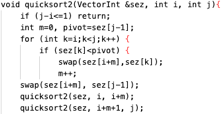 void quicksort2(VectorInt &sez, int i, int j){
    if (j-i<=1) return;
    int m=0, pivot=sez[j-1];
    for (int k=i;k<j;k++) {
        if (sez[k]<pivot) {
            swap(sez[i+m],sez[k]);
            m++;
    swap(sez[i+m], sez[j-1]);
    quicksort2(sez, i, i+m);
    quicksort2(sez, i+m+1, j);